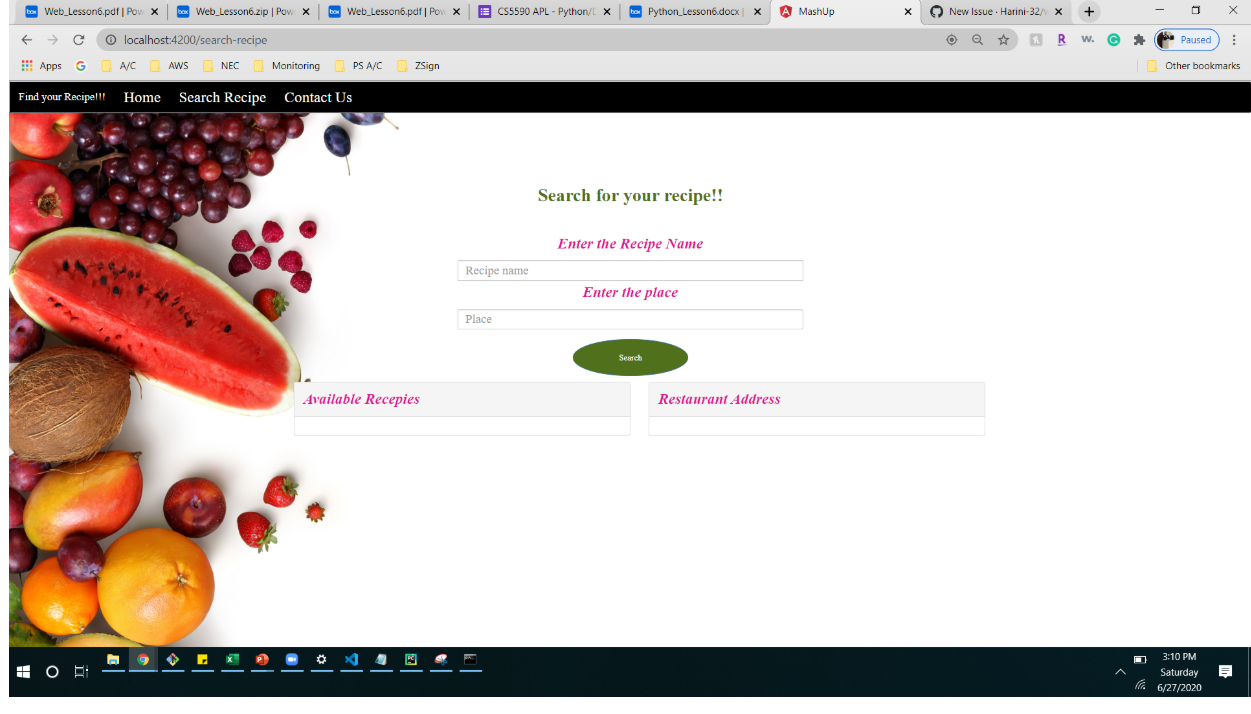 Web_Lesson6.pdf | Pow
Web_Lesson6.zip | Pow
Web_Lesson6.pdf | Pow
CS5590 APL - Python/
Python_Lesson6.docx |
MashUp
New Issue · Harini-32/
localhost:4200/search-recipe
Paused
Apps
A/C
AWS
NEC
Monitoring
PS A/C
ZSign
Other bookmarks
Find your Recipe!!! Home Search Recipe Contact Us
Search for your recipe!!
Enter the Recipe Name
Recipe name
Enter the place
Place
Search
Available Recepies
Restaurant Address
3:10 PM
Saturday
6/27/2020